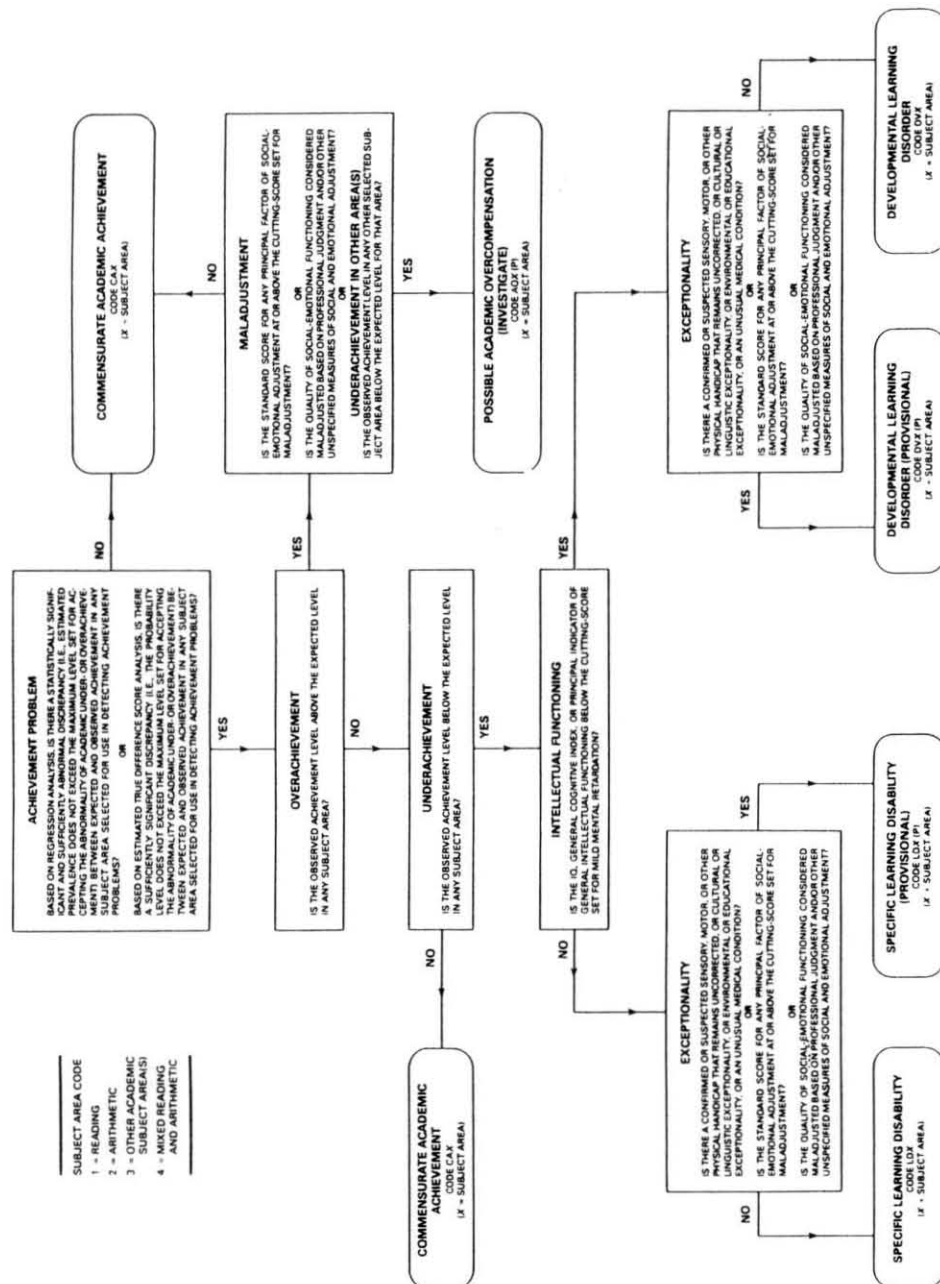 SUBJECT AREA CODE
1 = READING
2 = ARITHMETIC
3 = OTHER ACADEMIC
SUBJECT AREA(S)
4 = MIXED READING
AND ARITHMETIC
ACHIEVEMENT PROBLEM
BASED ON REGRESSION ANALYSIS, IS THERE A STATISTICALLY SIGNIF-
ICANT AND SUFFICIENTLY ABNORMAL DISCREPANCY (I.E., ESTIMATED
PREVALENCE DOES NOT EXCEED THE MAXIMUM LEVEL SET FOR AC-
CEPTING THE ABNORMALITY OF ACADEMIC UNDER- OR OVERACHIEVE-
MENT) BETWEEN EXPECTED AND OBSERVED ACHIEVEMENT IN ANY
SUBJECT AREA SELECTED FOR USE IN DETECTING ACHIEVEMENT
PROBLEMS?
OR
BASED ON ESTIMATED TRUE DIFFERENCE SCORE ANALYSIS, IS THERE
A SUFFICIENTLY SIGNIFICANT DISCREPANCY (I.E., THE PROBABILITY
LEVEL DOES NOT EXCEED THE MAXIMUM LEVEL SET FOR ACCEPTING
THE ABNORMALITY OF ACADEMIC UNDER- OR OVERACHIEVEMENT) BE-
TWEEN EXPECTED AND OBSERVED ACHIEVEMENT IN ANY SUBJECT
AREA SELECTED FOR USE IN DETECTING ACHIEVEMENT PROBLEMS?
NO
COMMENSURATE ACADEMIC ACHIEVEMENT
CODE CAX
(X = SUBJECT AREA)
YES
OVERACHIEVEMENT
IS THE OBSERVED ACHIEVEMENT LEVEL ABOVE THE EXPECTED LEVEL
IN ANY SUBJECT AREA?
YES
NO
MALADJUSTMENT
IS THE STANDARD SCORE FOR ANY PRINCIPAL FACTOR OF SOCIAL-
EMOTIONAL ADJUSTMENT AT OR ABOVE THE CUTTING-SCORE SET FOR
MALADJUSTMENT?
OR
IS THE QUALITY OF SOCIAL-EMOTIONAL FUNCTIONING CONSIDERED
MALADJUSTED BASED ON PROFESSIONAL JUDGMENT AND/OR OTHER
UNSPECIFIED MEASURES OF SOCIAL AND EMOTIONAL ADJUSTMENT?
OR
UNDERACHIEVEMENT IN OTHER AREA(S)
IS THE OBSERVED ACHIEVEMENT LEVEL IN ANY OTHER SELECTED SUB-
JECT AREA BELOW THE EXPECTED LEVEL FOR THAT AREA?
YES
POSSIBLE ACADEMIC OVERCOMPENSATION
(INVESTIGATE)
CODE AOX (P)
(X = SUBJECT AREA)
NO
UNDERACHIEVEMENT
IS THE OBSERVED ACHIEVEMENT LEVEL BELOW THE EXPECTED LEVEL
IN ANY SUBJECT AREA?
NO
COMMENSURATE ACADEMIC
ACHIEVEMENT
CODE CAX
(X = SUBJECT AREA)
YES
INTELLECTUAL FUNCTIONING
IS THE IQ, GENERAL COGNITIVE INDEX, OR PRINCIPAL INDICATOR OF
GENERAL INTELLECTUAL FUNCTIONING BELOW THE CUTTING-SCORE
SET FOR MILD MENTAL RETARDATION?
NO
YES
EXCEPTIONALITY
IS THERE A CONFIRMED OR SUSPECTED SENSORY, MOTOR, OR OTHER
PHYSICAL HANDICAP THAT REMAINS UNCORRECTED, OR CULTURAL OR
LINGUISTIC EXCEPTIONALITY, OR ENVIRONMENTAL OR EDUCATIONAL
EXCEPTIONALITY, OR AN UNUSUAL MEDICAL CONDITION?
OR
IS THE STANDARD SCORE FOR ANY PRINCIPAL FACTOR OF SOCIAL-
EMOTIONAL ADJUSTMENT AT OR ABOVE THE CUTTING-SCORE SET FOR
MALADJUSTMENT?
OR
IS THE QUALITY OF SOCIAL-EMOTIONAL FUNCTIONING CONSIDERED
MALADJUSTED BASED ON PROFESSIONAL JUDGMENT AND/OR OTHER
UNSPECIFIED MEASURES OF SOCIAL AND EMOTIONAL ADJUSTMENT?
NO
YES
SPECIFIC LEARNING DISABILITY
CODE LDX
(X = SUBJECT AREA)
SPECIFIC LEARNING DISABILITY
(PROVISIONAL)
CODE LDX (P)
(X = SUBJECT AREA)
EXCEPTIONALITY
IS THERE A CONFIRMED OR SUSPECTED SENSORY, MOTOR, OR OTHER
PHYSICAL HANDICAP THAT REMAINS UNCORRECTED, OR CULTURAL OR
LINGUISTIC EXCEPTIONALITY, OR ENVIRONMENTAL OR EDUCATIONAL
EXCEPTIONALITY, OR AN UNUSUAL MEDICAL CONDITION?
OR
IS THE STANDARD SCORE FOR ANY PRINCIPAL FACTOR OF SOCIAL-
EMOTIONAL ADJUSTMENT AT OR ABOVE THE CUTTING-SCORE SET FOR
MALADJUSTMENT?
OR
IS THE QUALITY OF SOCIAL-EMOTIONAL FUNCTIONING CONSIDERED
MALADJUSTED BASED ON PROFESSIONAL JUDGMENT AND/OR OTHER
UNSPECIFIED MEASURES OF SOCIAL AND EMOTIONAL ADJUSTMENT?
YES
NO
DEVELOPMENTAL LEARNING
DISORDER (PROVISIONAL)
CODE DVX (P)
(X = SUBJECT AREA)
DEVELOPMENTAL LEARNING
DISORDER
CODE DVX
(X = SUBJECT AREA)